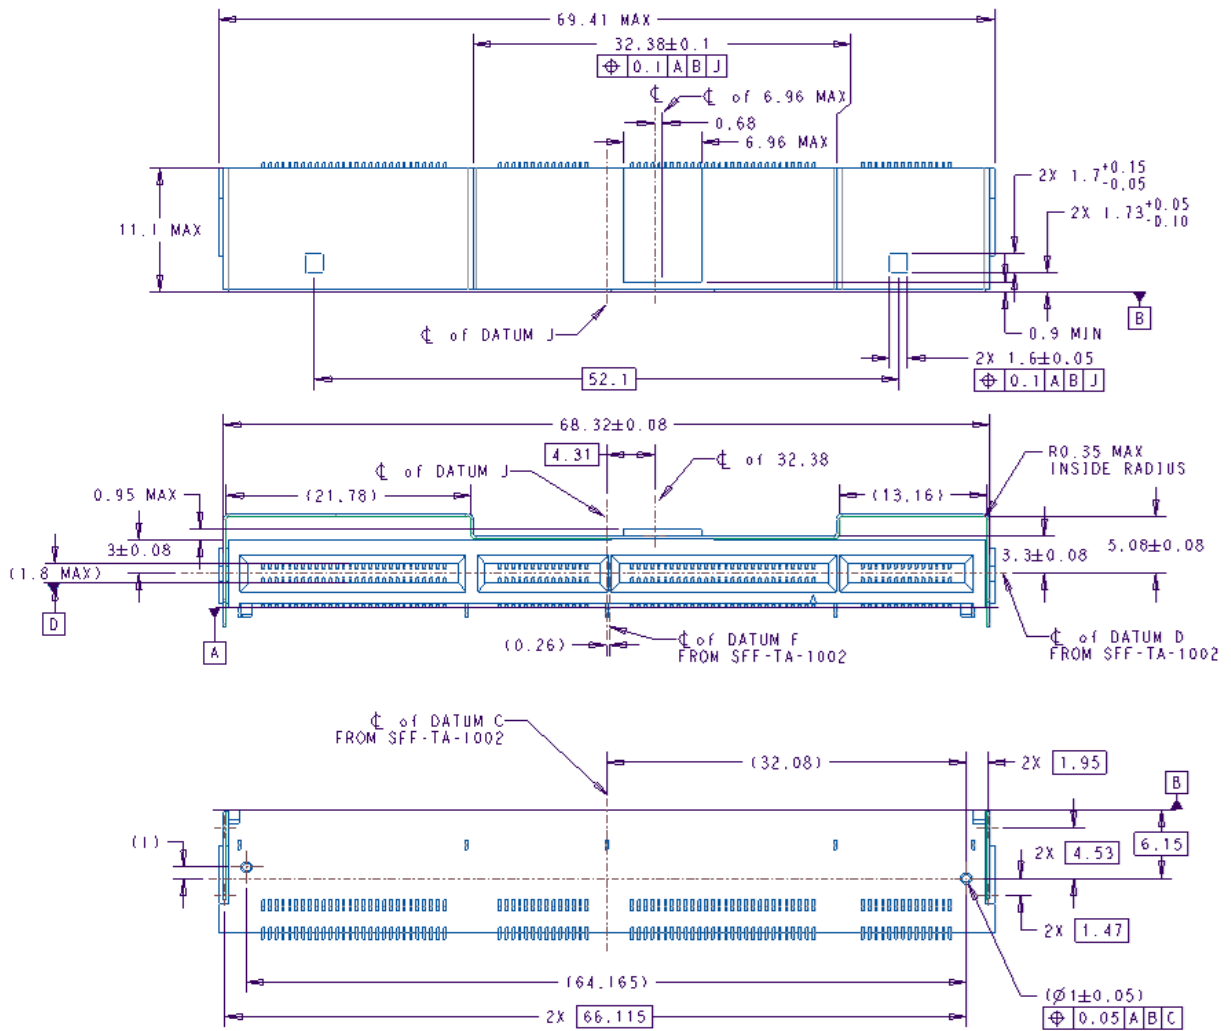 69.41 MAX
32.38±0.1
⌖ 0.1 A B J
℄
℄ of 6.96 MAX
0.68
6.96 MAX
2X 1.7 +0.15 -0.05
2X 1.73 +0.05 -0.10
11.1 MAX
B
℄ of DATUM J
0.9 MIN
2X 1.6±0.05
⌖ 0.1 A B J
52.1
68.32±0.08
4.31
℄ of DATUM J
℄ of 32.38
R0.35 MAX
INSIDE RADIUS
0.95 MAX
(21.78)
(13.16)
3±0.08
3.3±0.08
5.08±0.08
(1.8 MAX)
D
A
(0.26)
℄ of DATUM F
FROM SFF-TA-1002
℄ of DATUM D
FROM SFF-TA-1002
℄ of DATUM C
FROM SFF-TA-1002
(32.08)
2X 1.95
B
(1)
2X 4.53
6.15
2X 1.47
(64.165)
(Ø1±0.05)
⌖ 0.05 A B C
2X 66.115